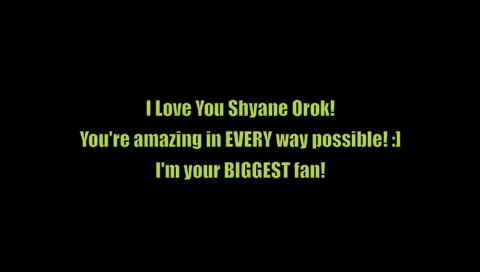 I Love You Shyane Orok!
You're amazing in EVERY way possible! :]
I'm your BIGGEST fan!